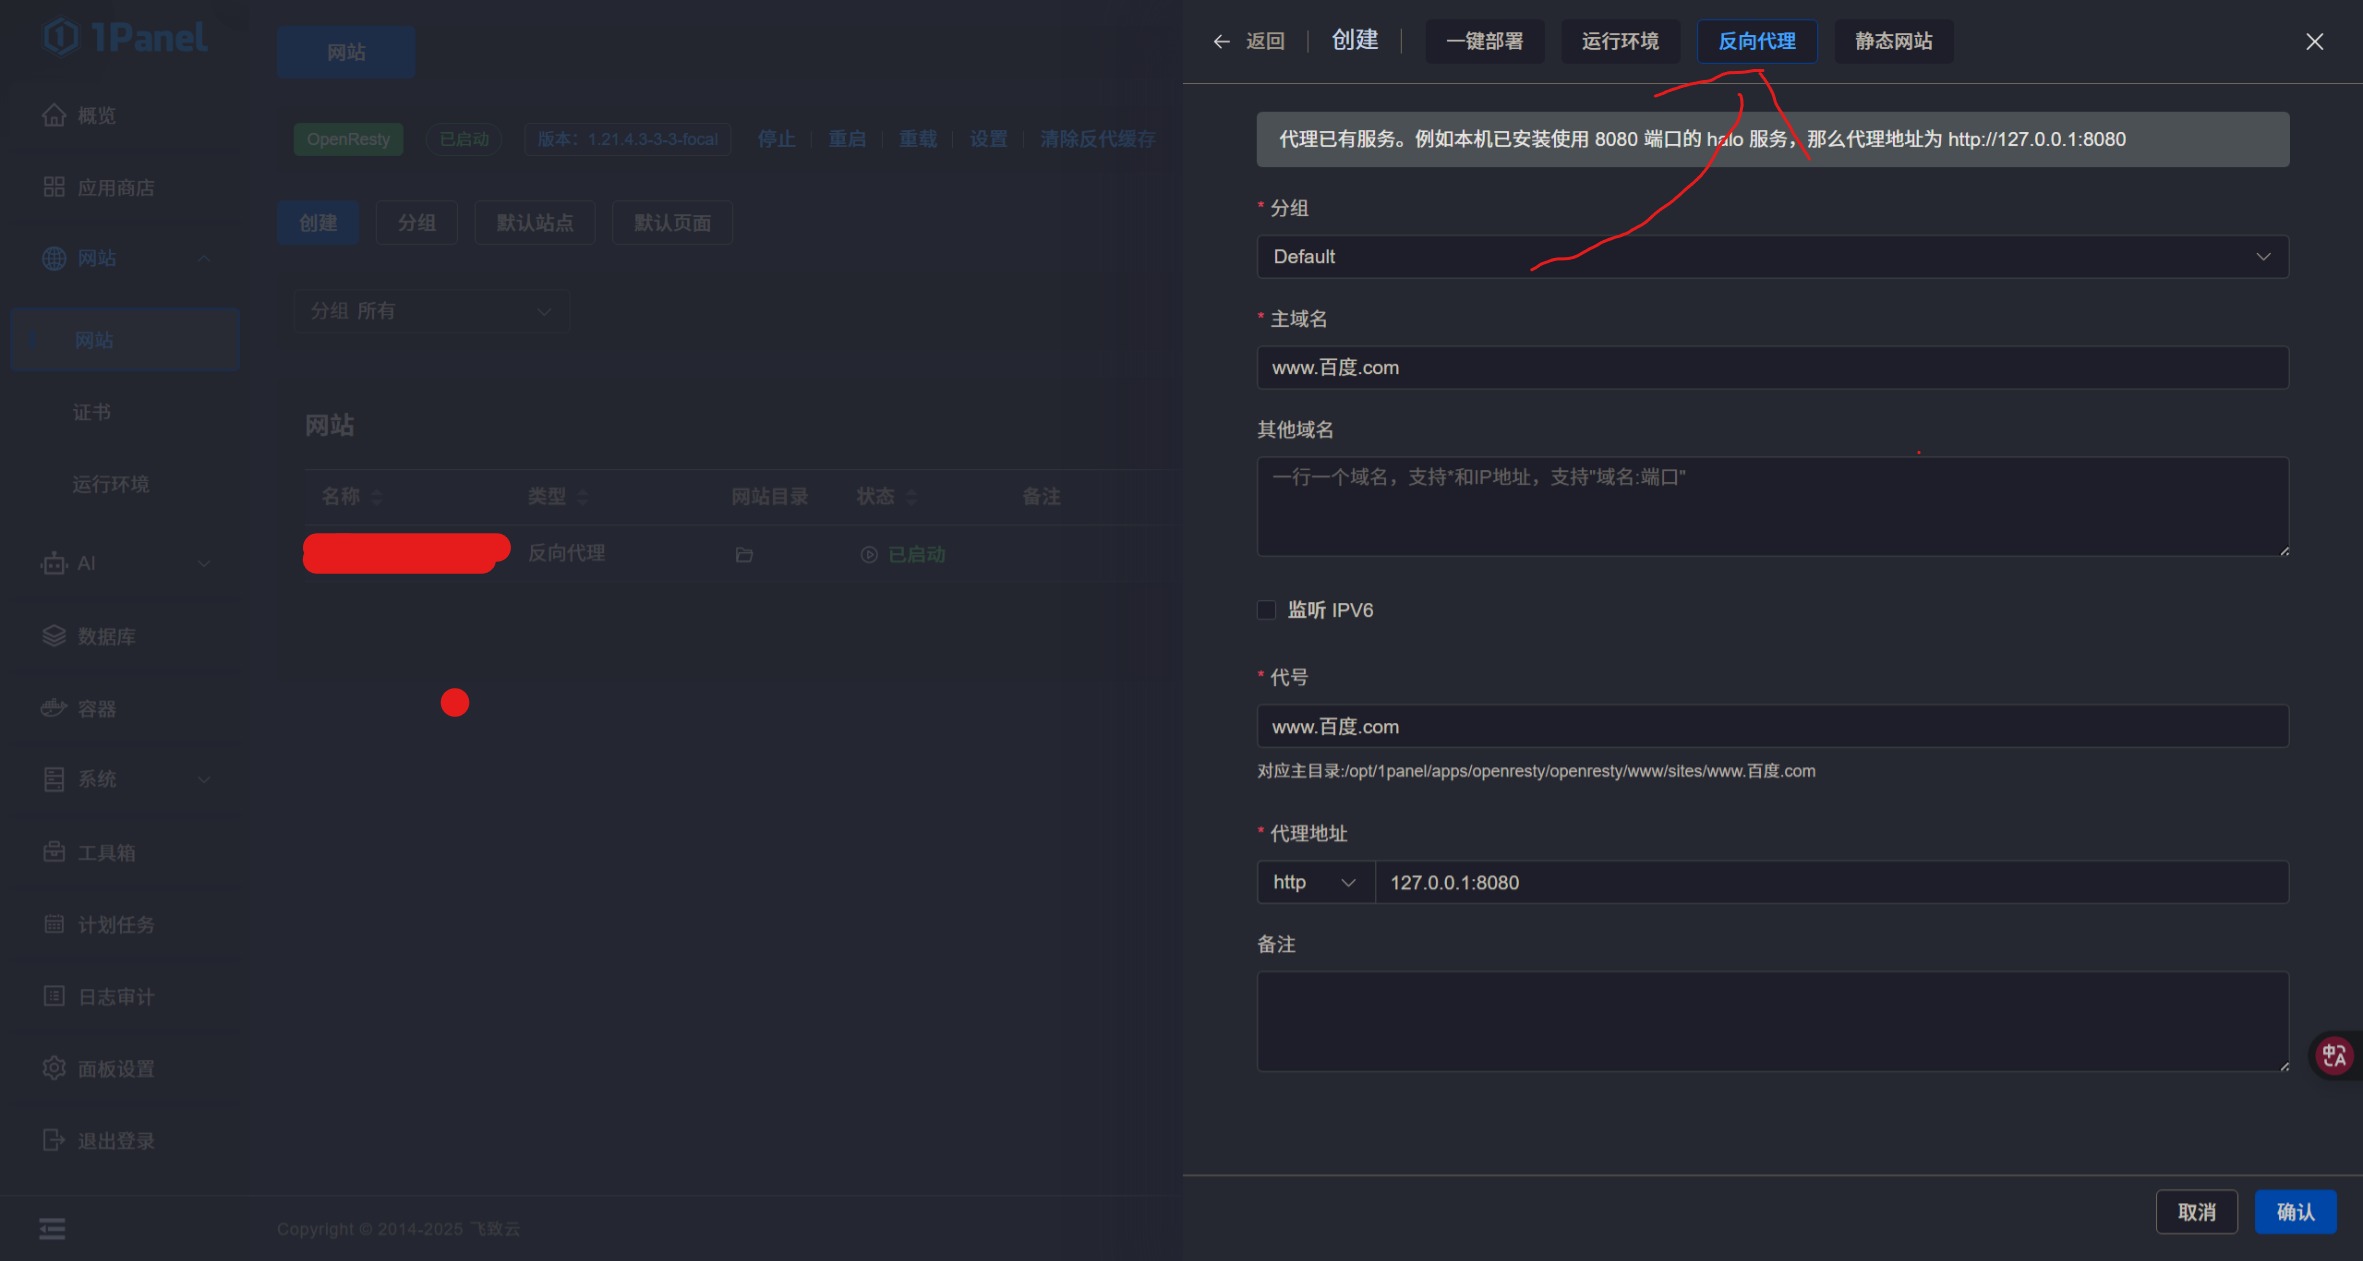 1Panel
概览
应用商店
网站
网站
证书
运行环境
AI
数据库
容器
系统
工具箱
计划任务
日志审计
面板设置
退出登录
网站
OpenResty 已启动 版本：1.21.4.3-3-3-focal 停止 重启 重载 设置 清除反代缓存
创建 分组 默认站点 默认页面
分组 所有
网站
名称 类型 网站目录 状态 备注
反向代理 已启动
Copyright © 2014-2025 飞致云
返回 创建 一键部署 运行环境 反向代理 静态网站
代理已有服务。例如本机已安装使用 8080 端口的 halo 服务，那么代理地址为 http://127.0.0.1:8080
* 分组
Default
* 主域名
www.百度.com
其他域名
一行一个域名，支持*和IP地址，支持"域名:端口"
监听 IPV6
* 代号
www.百度.com
对应主目录:/opt/1panel/apps/openresty/openresty/www/sites/www.百度.com
* 代理地址
http 127.0.0.1:8080
备注
中A
取消 确认